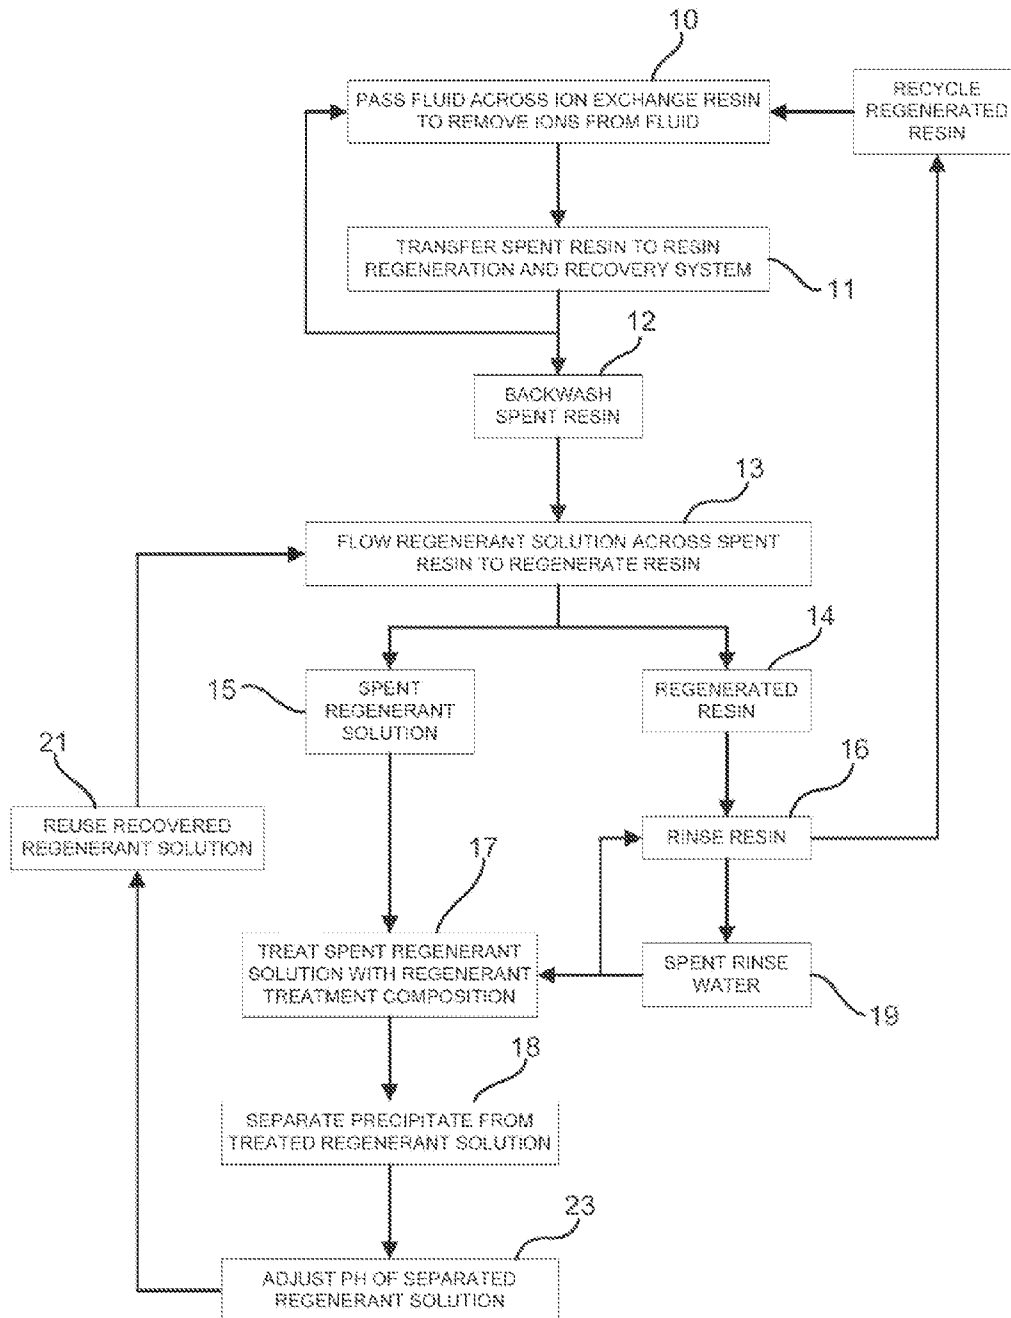 10
PASS FLUID ACROSS ION EXCHANGE RESIN
TO REMOVE IONS FROM FLUID
RECYCLE
REGENERATED
RESIN
TRANSFER SPENT RESIN TO RESIN
REGENERATION AND RECOVERY SYSTEM
11
12
BACKWASH
SPENT RESIN
13
FLOW REGENERANT SOLUTION ACROSS SPENT
RESIN TO REGENERATE RESIN
14
15
SPENT
REGENERANT
SOLUTION
REGENERATED
RESIN
21
16
REUSE RECOVERED
REGENERANT SOLUTION
RINSE RESIN
17
TREAT SPENT REGENERANT
SOLUTION WITH REGENERANT
TREATMENT COMPOSITION
SPENT RINSE
WATER
19
18
SEPARATE PRECIPITATE FROM
TREATED REGENERANT SOLUTION
23
ADJUST PH OF SEPARATED
REGENERANT SOLUTION